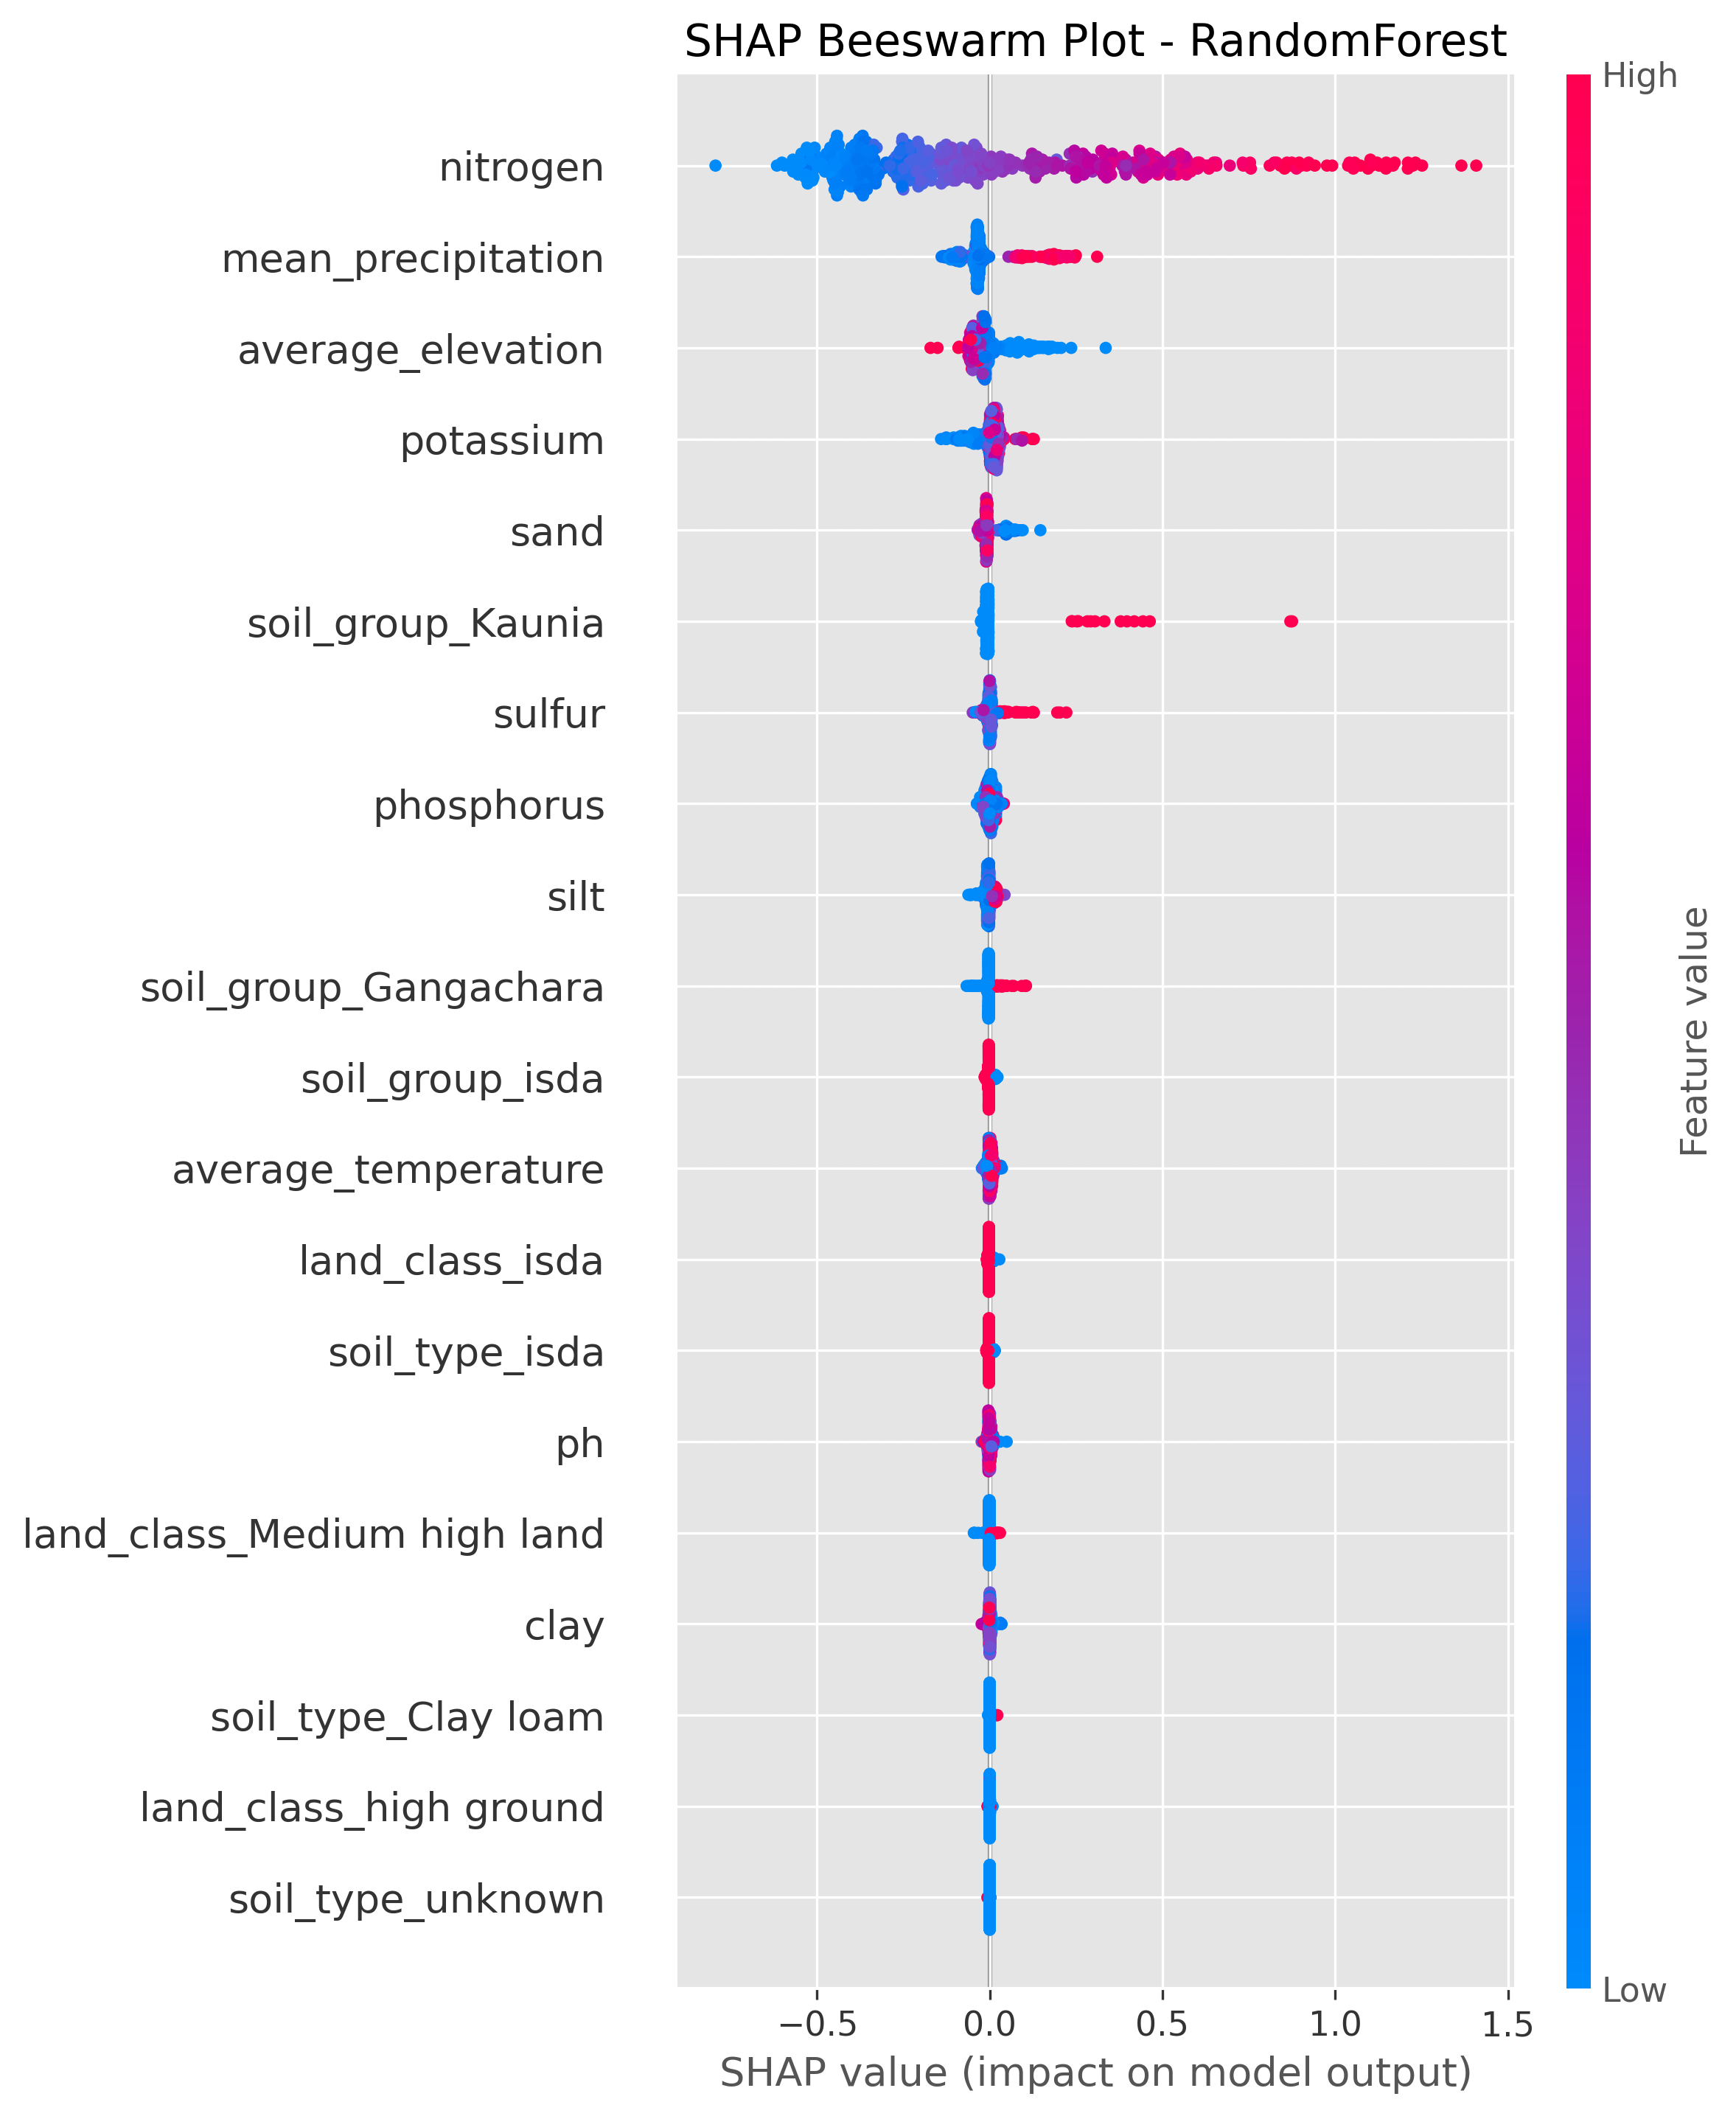 SHAP Beeswarm Plot - RandomForest
High
nitrogen
mean_precipitation
average_elevation
potassium
sand
soil_group_Kaunia
sulfur
phosphorus
silt
soil_group_Gangachara
soil_group_isda
average_temperature
land_class_isda
soil_type_isda
ph
land_class_Medium high land
clay
soil_type_Clay loam
land_class_high ground
soil_type_unknown
Feature value
Low
−0.5 0.0 0.5 1.0 1.5
SHAP value (impact on model output)